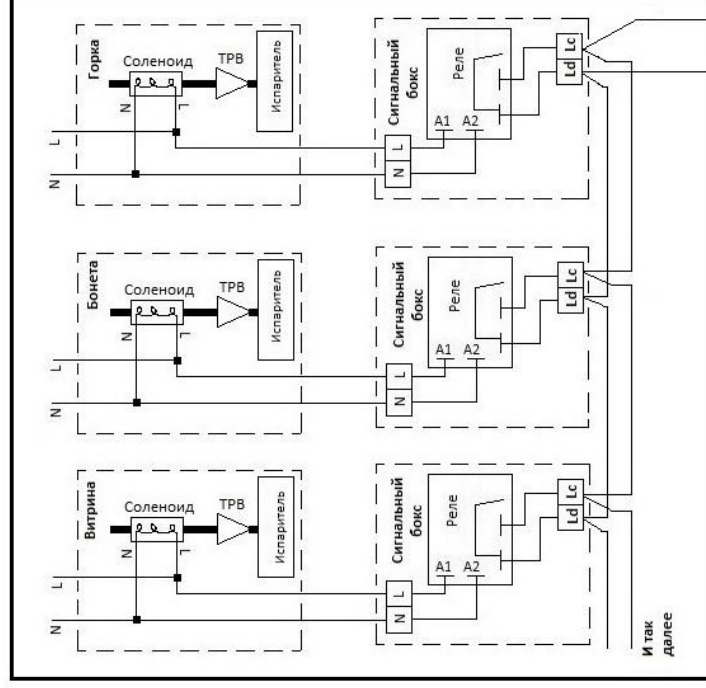 Горка
Соленоид
ТРВ
Испаритель
N
L
L
N
Сигнальный
бокс
Реле
A1
A2
L
N
Lc
Ld
Бонета
Соленоид
ТРВ
Испаритель
N
L
L
N
Сигнальный
бокс
Реле
A1
A2
L
N
Lc
Ld
Витрина
Соленоид
ТРВ
Испаритель
N
L
L
N
Сигнальный
бокс
Реле
A1
A2
L
N
Lc
Ld
И так
далее